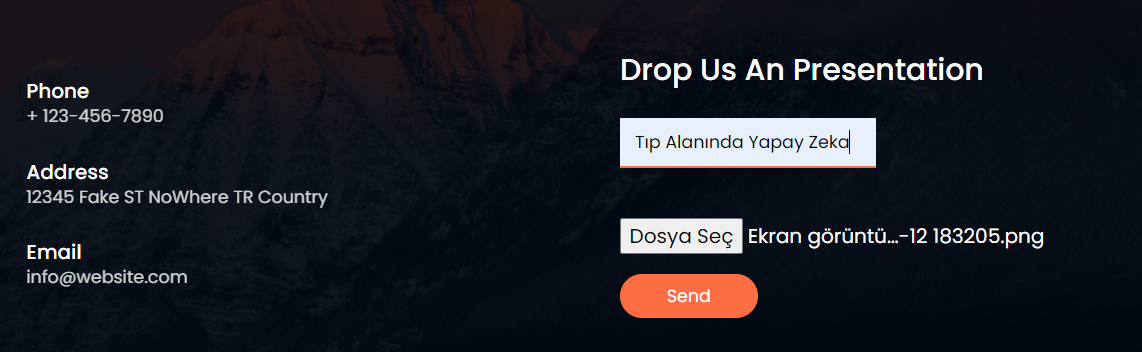 Phone
+ 123-456-7890
Address
12345 Fake ST NoWhere TR Country
Email
info@website.com
Drop Us An Presentation
Tıp Alanında Yapay Zeka
Dosya Seç Ekran görüntü...-12 183205.png
Send